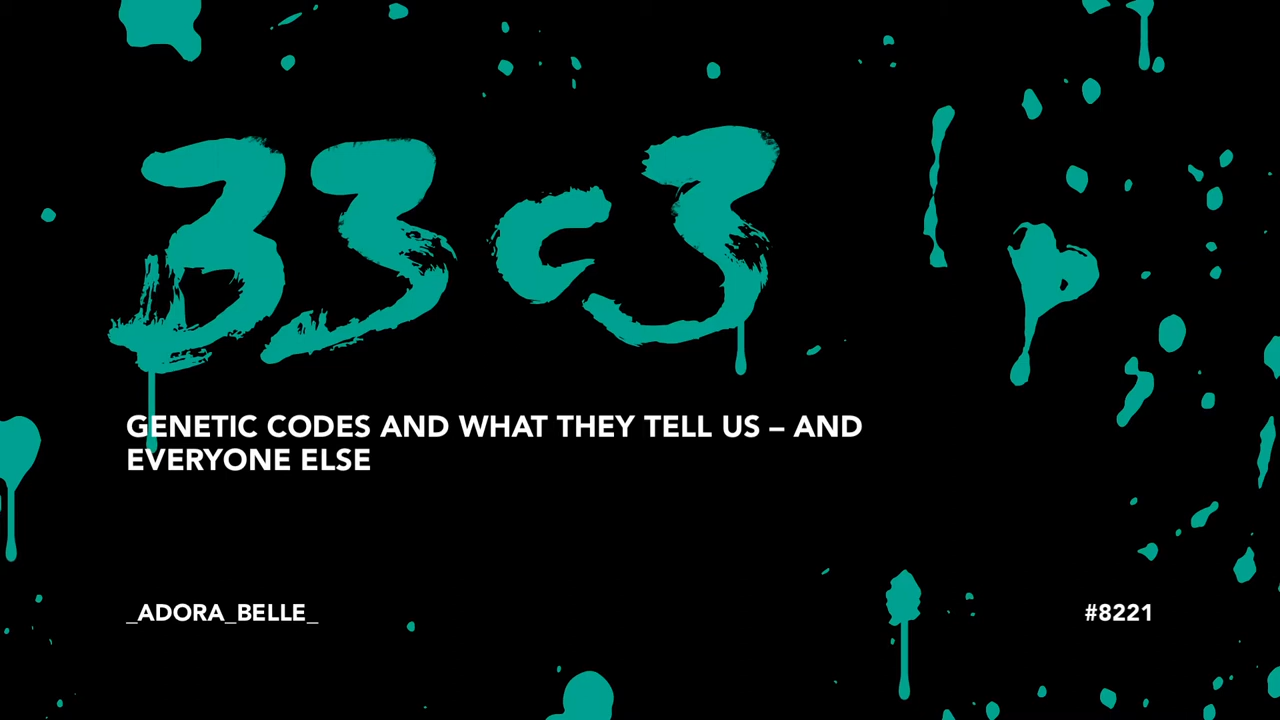 33c3
GENETIC CODES AND WHAT THEY TELL US – AND
EVERYONE ELSE
_ADORA_BELLE_
#8221